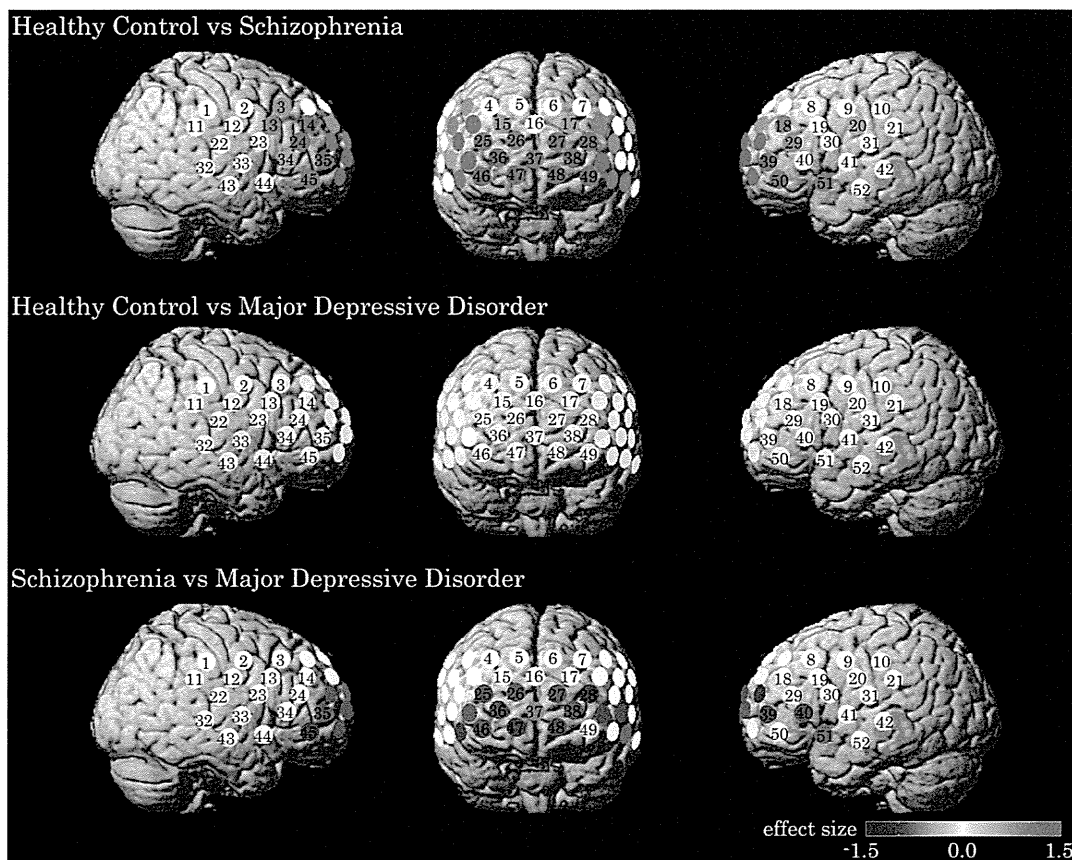 Healthy Control vs Schizophrenia
1 2 3 4 5 6 7 8 9 10
11 12 13 14 15 16 17 18 19 20 21
22 23 24 25 26 27 28 29 30 31
32 33 34 35 36 37 38 39 40 41 42
43 44 45 46 47 48 49 50 51 52
Healthy Control vs Major Depressive Disorder
1 2 3 4 5 6 7 8 9 10
11 12 13 14 15 16 17 18 19 20 21
22 23 24 25 26 27 28 29 30 31
32 33 34 35 36 37 38 39 40 41 42
43 44 45 46 47 48 49 50 51 52
Schizophrenia vs Major Depressive Disorder
1 2 3 4 5 6 7 8 9 10
11 12 13 14 15 16 17 18 19 20 21
22 23 24 25 26 27 28 29 30 31
32 33 34 35 36 37 38 39 40 41 42
43 44 45 46 47 48 49 50 51 52
effect size
-1.5 0.0 1.5